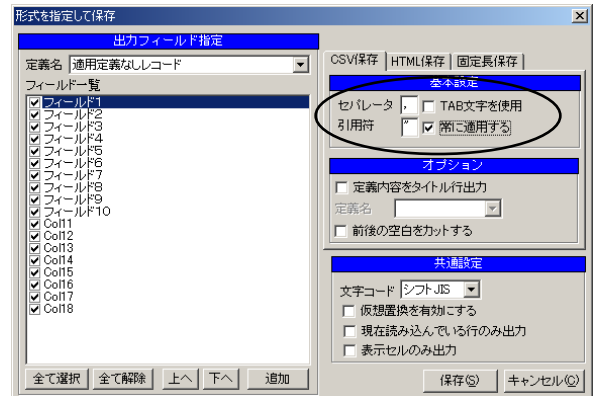 形式を指定して保存
出力フィールド指定
定義名 適用定義なしレコード
フィールド一覧
フィールド1
フィールド2
フィールド3
フィールド4
フィールド5
フィールド6
フィールド7
フィールド8
フィールド9
フィールド10
Col11
Col12
Col13
Col14
Col15
Col16
Col17
Col18
全て選択 全て解除 上へ 下へ 追加
CSV保存 HTML保存 固定長保存
基本設定
セパレータ , TAB文字を使用
引用符 " 常に適用する
オプション
定義内容をタイトル行出力
定義名
前後の空白をカットする
共通設定
文字コード シフトJIS
仮想置換を有効にする
現在読み込んでいる行のみ出力
表示セルのみ出力
保存(S) キャンセル(C)